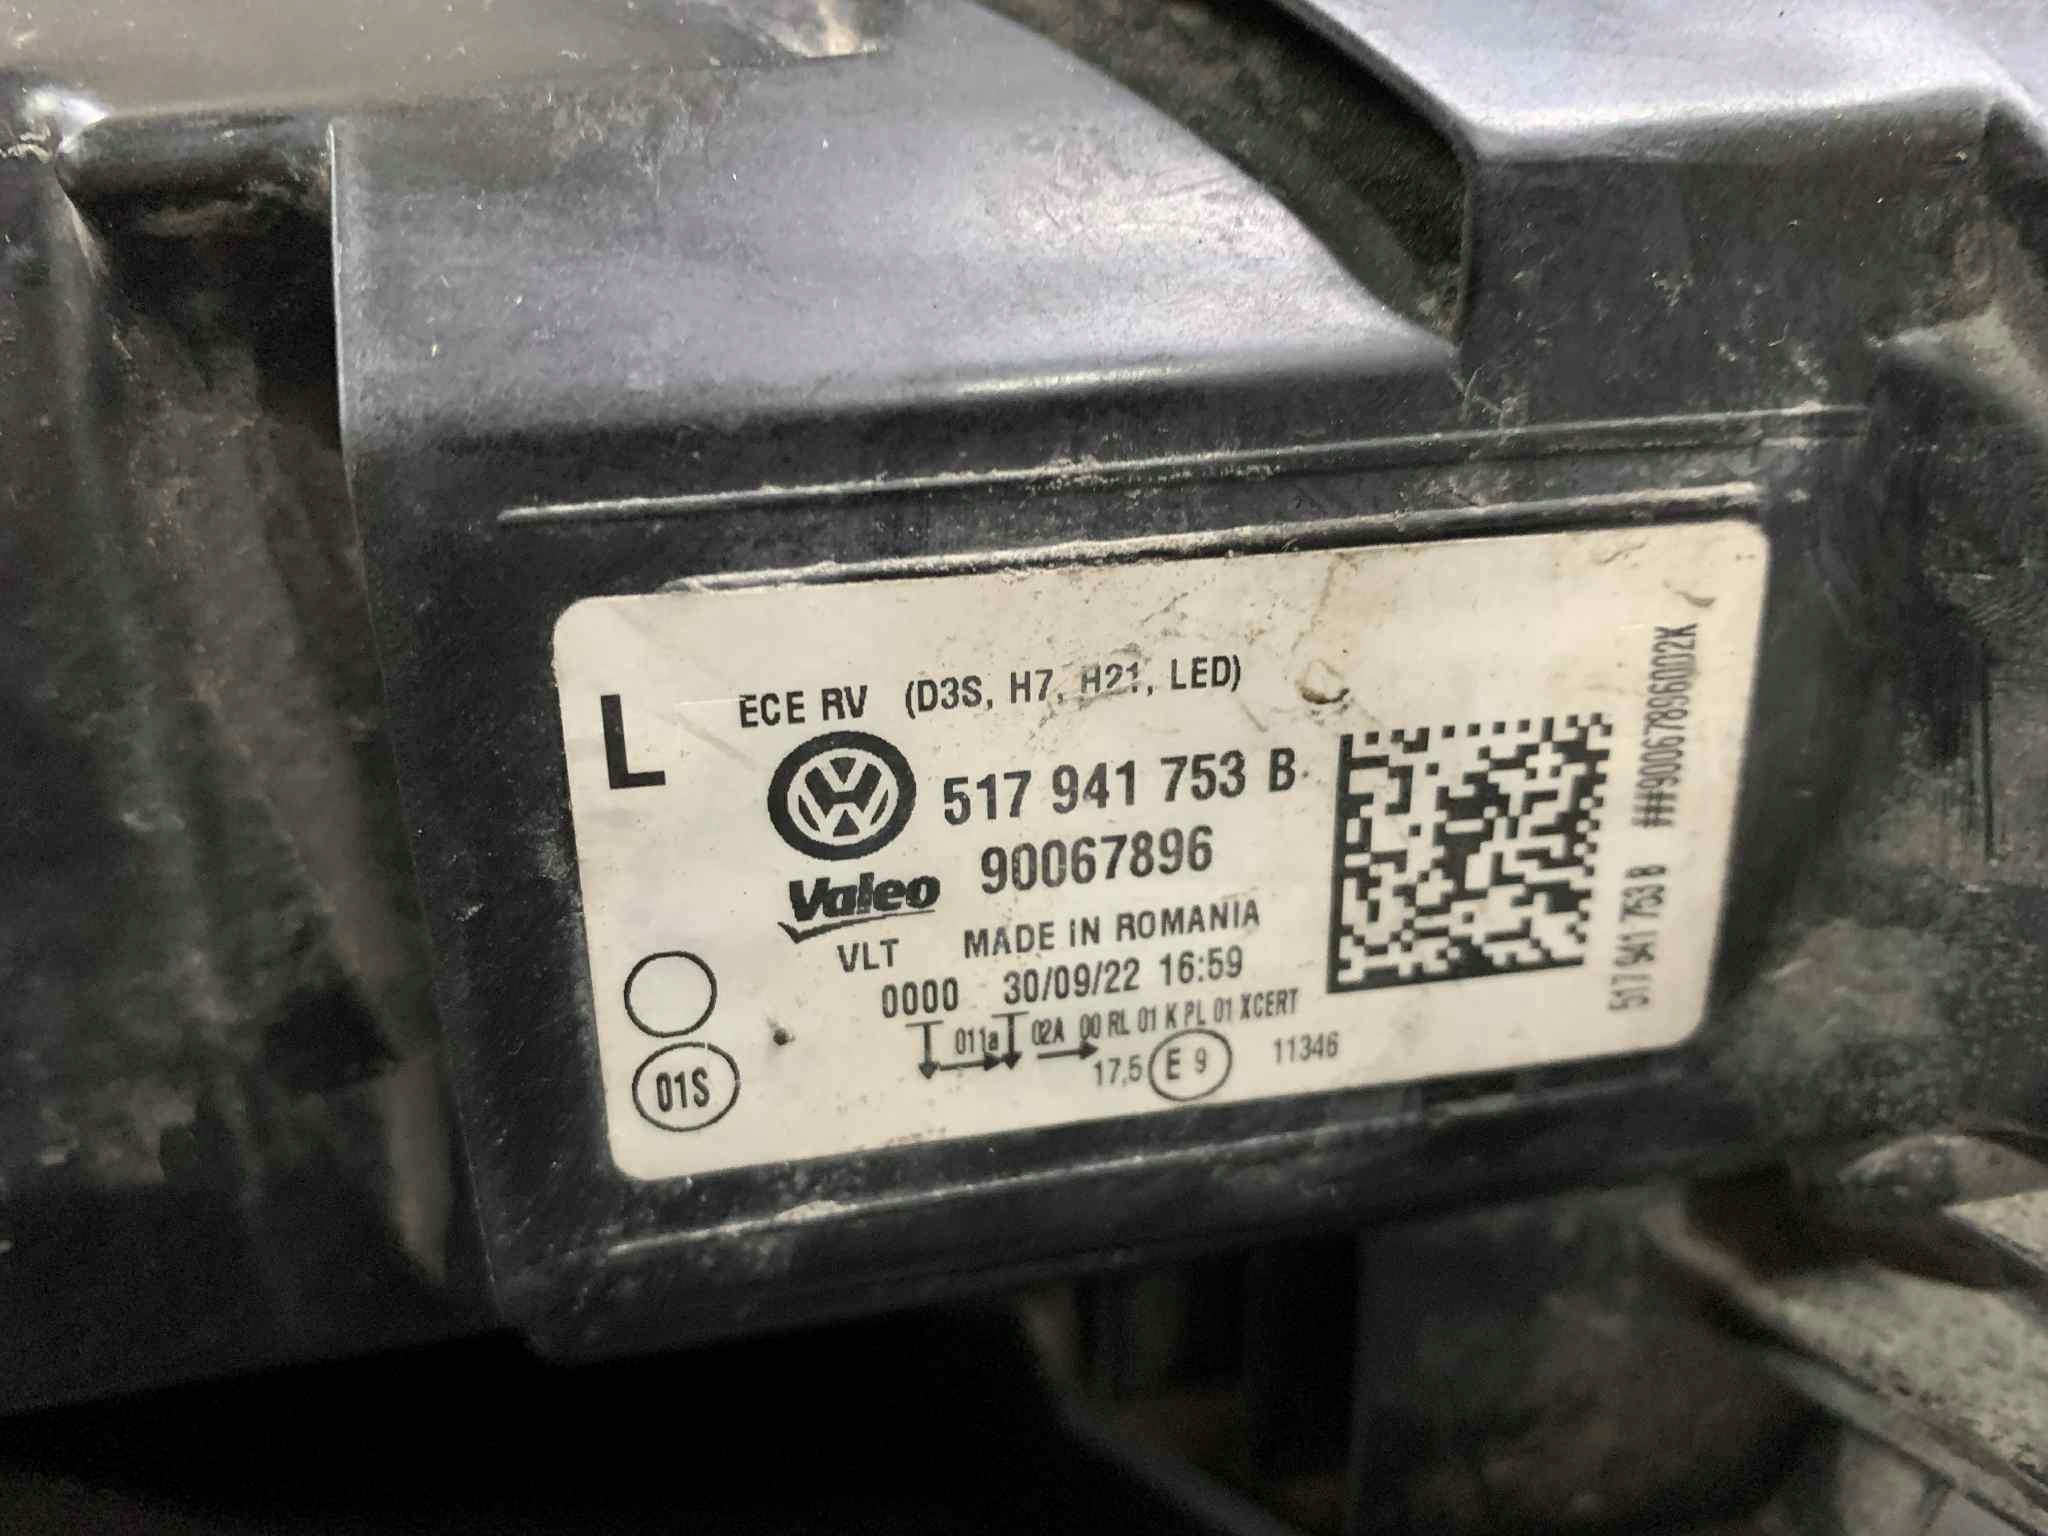 L
ECE RV (D3S, H7, H21, LED)
517 941 753 B
Valeo 90067896
VLT MADE IN ROMANIA
0000 30/09/22 16:59
011a 02A 00 RL 01 K PL 01 XCERT
17,5 E 9 11346
01S
517 941 753 B ##90067896002K